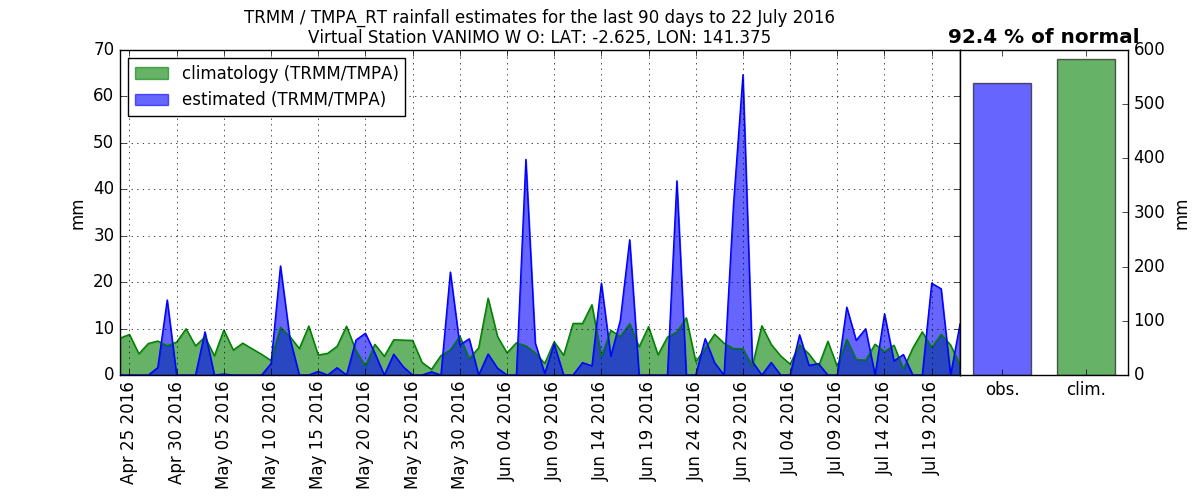 TRMM / TMPA_RT rainfall estimates for the last 90 days to 22 July 2016
Virtual Station VANIMO W O: LAT: -2.625, LON: 141.375
92.4 % of normal
climatology (TRMM/TMPA)
estimated (TRMM/TMPA)
70
60
50
40
30
20
10
0
mm
Apr 25 2016
Apr 30 2016
May 05 2016
May 10 2016
May 15 2016
May 20 2016
May 25 2016
May 30 2016
Jun 04 2016
Jun 09 2016
Jun 14 2016
Jun 19 2016
Jun 24 2016
Jun 29 2016
Jul 04 2016
Jul 09 2016
Jul 14 2016
Jul 19 2016
obs.
clim.
600
500
400
300
200
100
0
mm